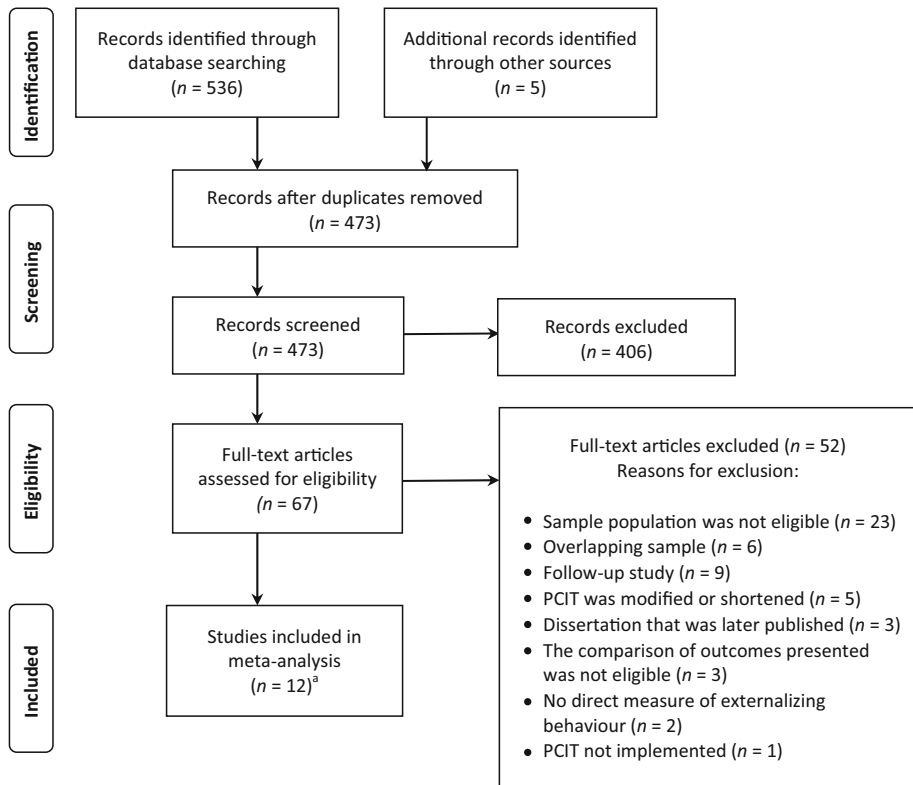 Identification
Records identified through
database searching
(n = 536)
Additional records identified
through other sources
(n = 5)
Screening
Records after duplicates removed
(n = 473)
Records screened
(n = 473)
Records excluded
(n = 406)
Eligibility
Full-text articles
assessed for eligibility
(n = 67)
Full-text articles excluded (n = 52)
Reasons for exclusion:
• Sample population was not eligible (n = 23)
• Overlapping sample (n = 6)
• Follow-up study (n = 9)
• PCIT was modified or shortened (n = 5)
• Dissertation that was later published (n = 3)
• The comparison of outcomes presented
was not eligible (n = 3)
• No direct measure of externalizing
behaviour (n = 2)
• PCIT not implemented (n = 1)
Included
Studies included in
meta-analysis
(n = 12)a